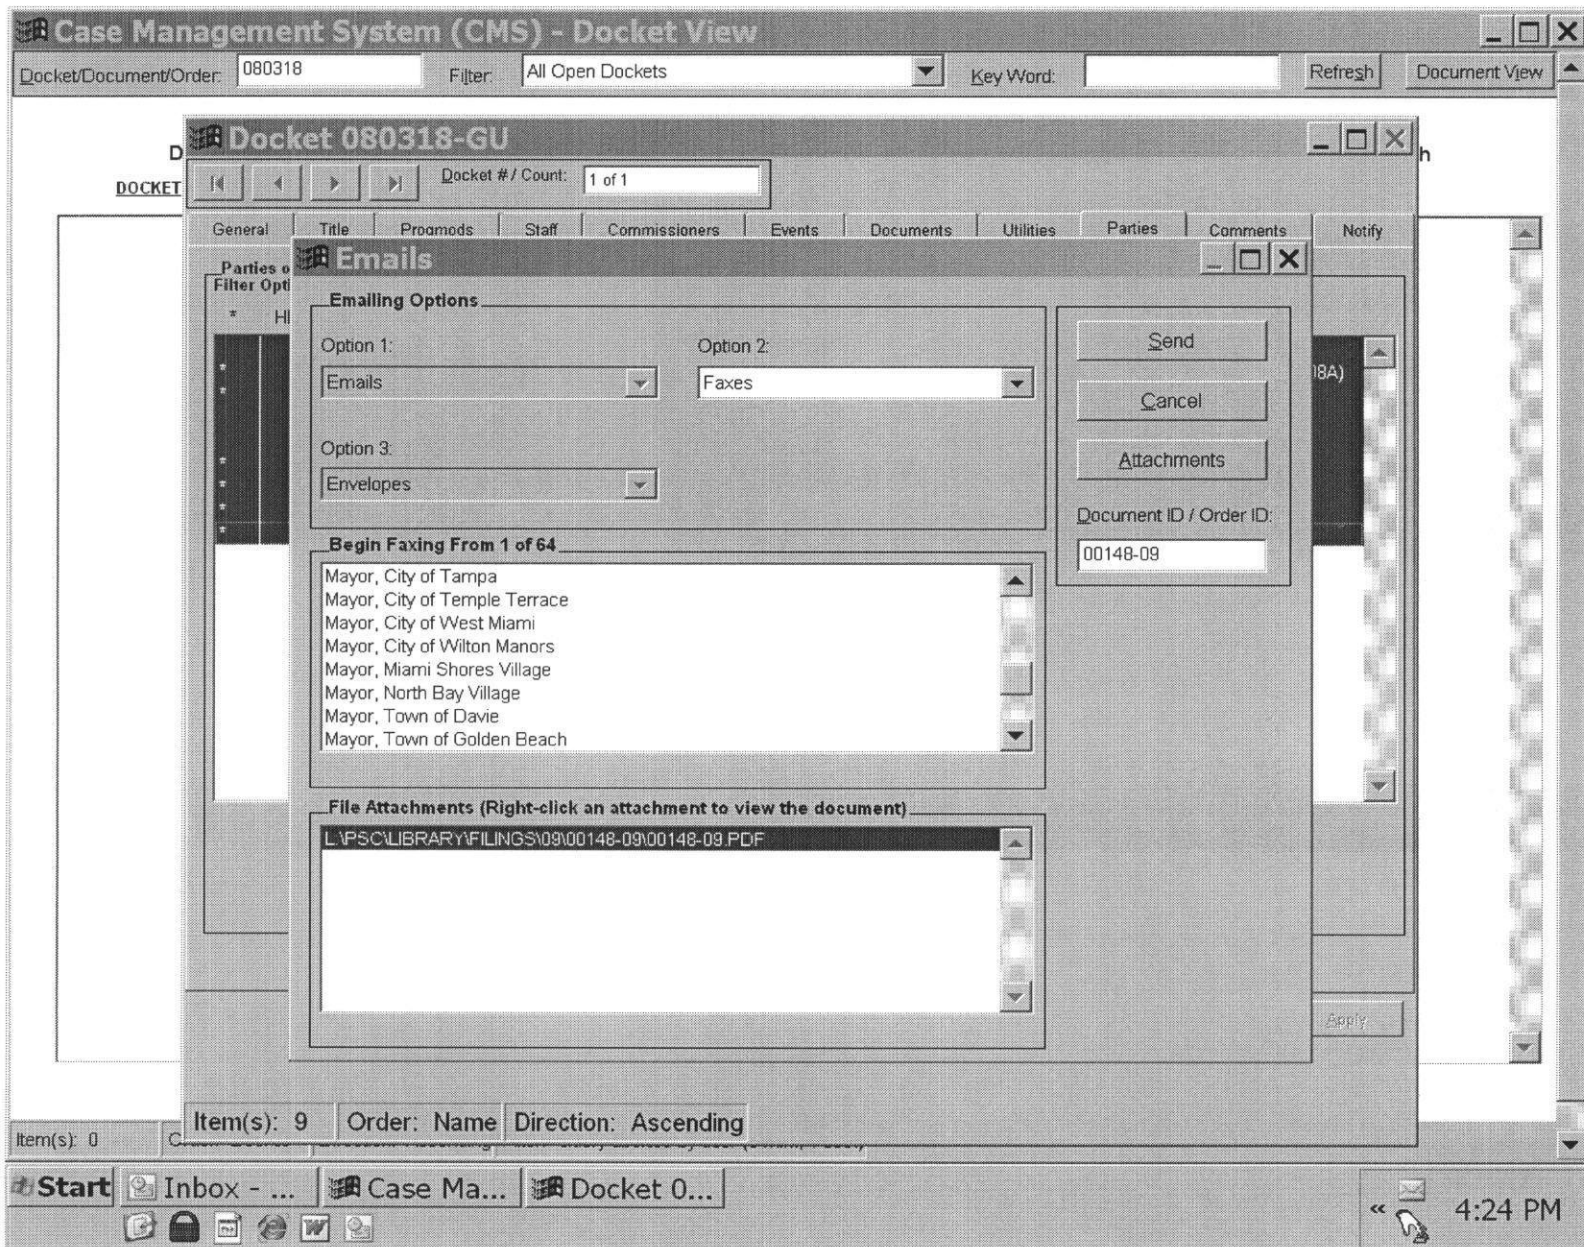 Case Management System (CMS) - Docket View
Docket/Document/Order: 080318 Filter: All Open Dockets Key Word: Refresh Document View
Docket 080318-GU
D
h
DOCKET
Docket # / Count: 1 of 1
General Title Progmods Staff Commissioners Events Documents Utilities Parties Comments Notify
Emails
Parties o
Filter Opti
* HI
Emailing Options
Option 1: Option 2:
Emails Faxes
Option 3:
Envelopes
Send
Cancel
Attachments
Document ID / Order ID:
00148-09
Begin Faxing From 1 of 64
Mayor, City of Tampa
Mayor, City of Temple Terrace
Mayor, City of West Miami
Mayor, City of Wilton Manors
Mayor, Miami Shores Village
Mayor, North Bay Village
Mayor, Town of Davie
Mayor, Town of Golden Beach
File Attachments (Right-click an attachment to view the document)
L:\PSC\LIBRARY\FILINGS\09\00148-09\00148-09.PDF
Apply
Item(s): 9 Order: Name Direction: Ascending
Item(s): 0
Start Inbox - ... Case Ma... Docket 0...
« 4:24 PM